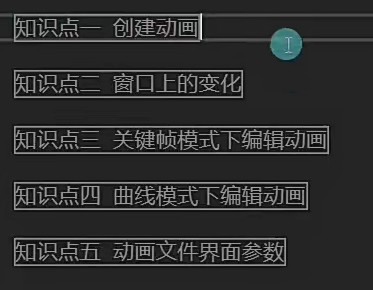 知识点一 创建动画
知识点二 窗口上的变化
知识点三 关键帧模式下编辑动画
知识点四 曲线模式下编辑动画
知识点五 动画文件界面参数